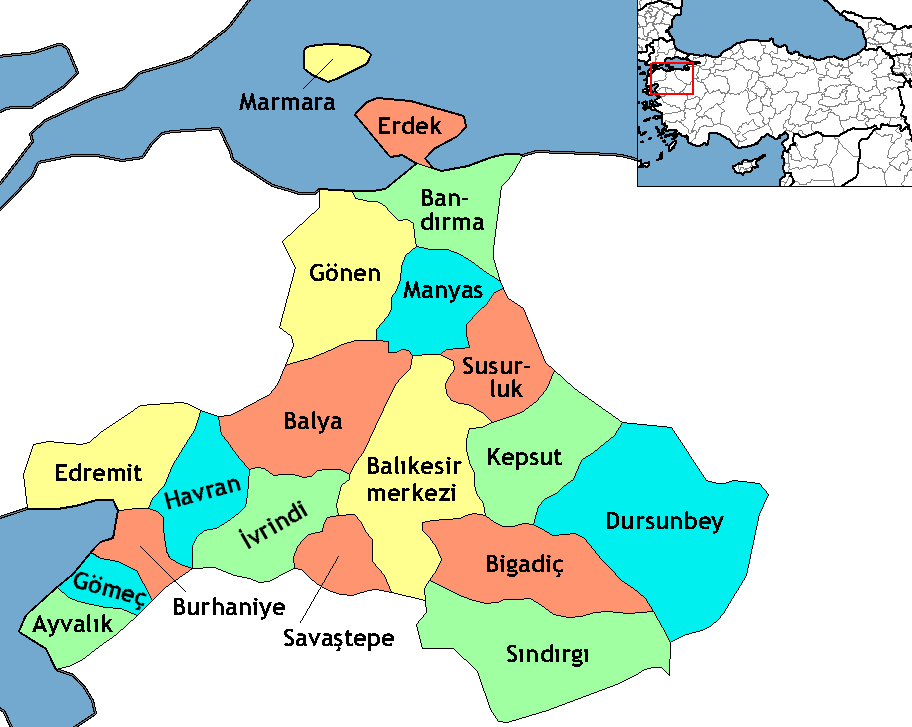 Marmara
Erdek
Ban-
dırma
Gönen
Manyas
Susur-
luk
Balya
Balıkesir
merkezi
Kepsut
Edremit
Havran
İvrindi
Dursunbey
Bigadiç
Gömeç
Burhaniye
Ayvalık
Savaştepe
Sındırgı